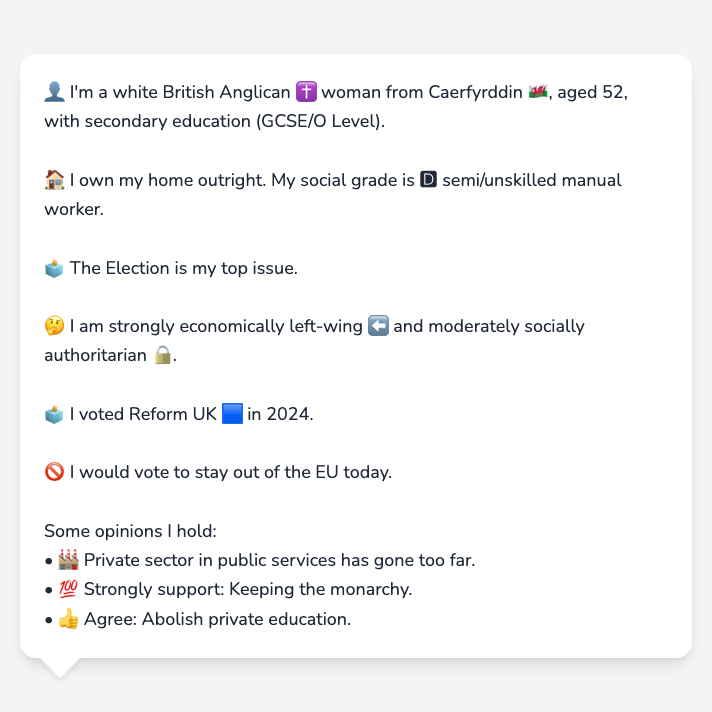 👤 I'm a white British Anglican ✝️ woman from Caerfyrddin 🏴󠁧󠁢󠁷󠁬󠁳󠁿, aged 52,
with secondary education (GCSE/O Level).
🏠 I own my home outright. My social grade is 🅳 semi/unskilled manual
worker.
🗳️ The Election is my top issue.
🤔 I am strongly economically left-wing ⬅️ and moderately socially
authoritarian 🔒.
🗳️ I voted Reform UK 🟦 in 2024.
🚫 I would vote to stay out of the EU today.
Some opinions I hold:
• 🏭 Private sector in public services has gone too far.
• 💯 Strongly support: Keeping the monarchy.
• 👍 Agree: Abolish private education.